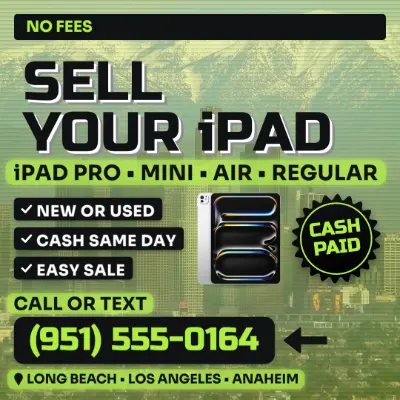 NO FEES
SELL
YOUR iPAD
iPAD PRO ▪ MINI ▪ AIR ▪ REGULAR
✓ NEW OR USED
✓ CASH SAME DAY
✓ EASY SALE
CASH
PAID
CALL OR TEXT
(951) 555-0164
LONG BEACH ▪ LOS ANGELES ▪ ANAHEIM